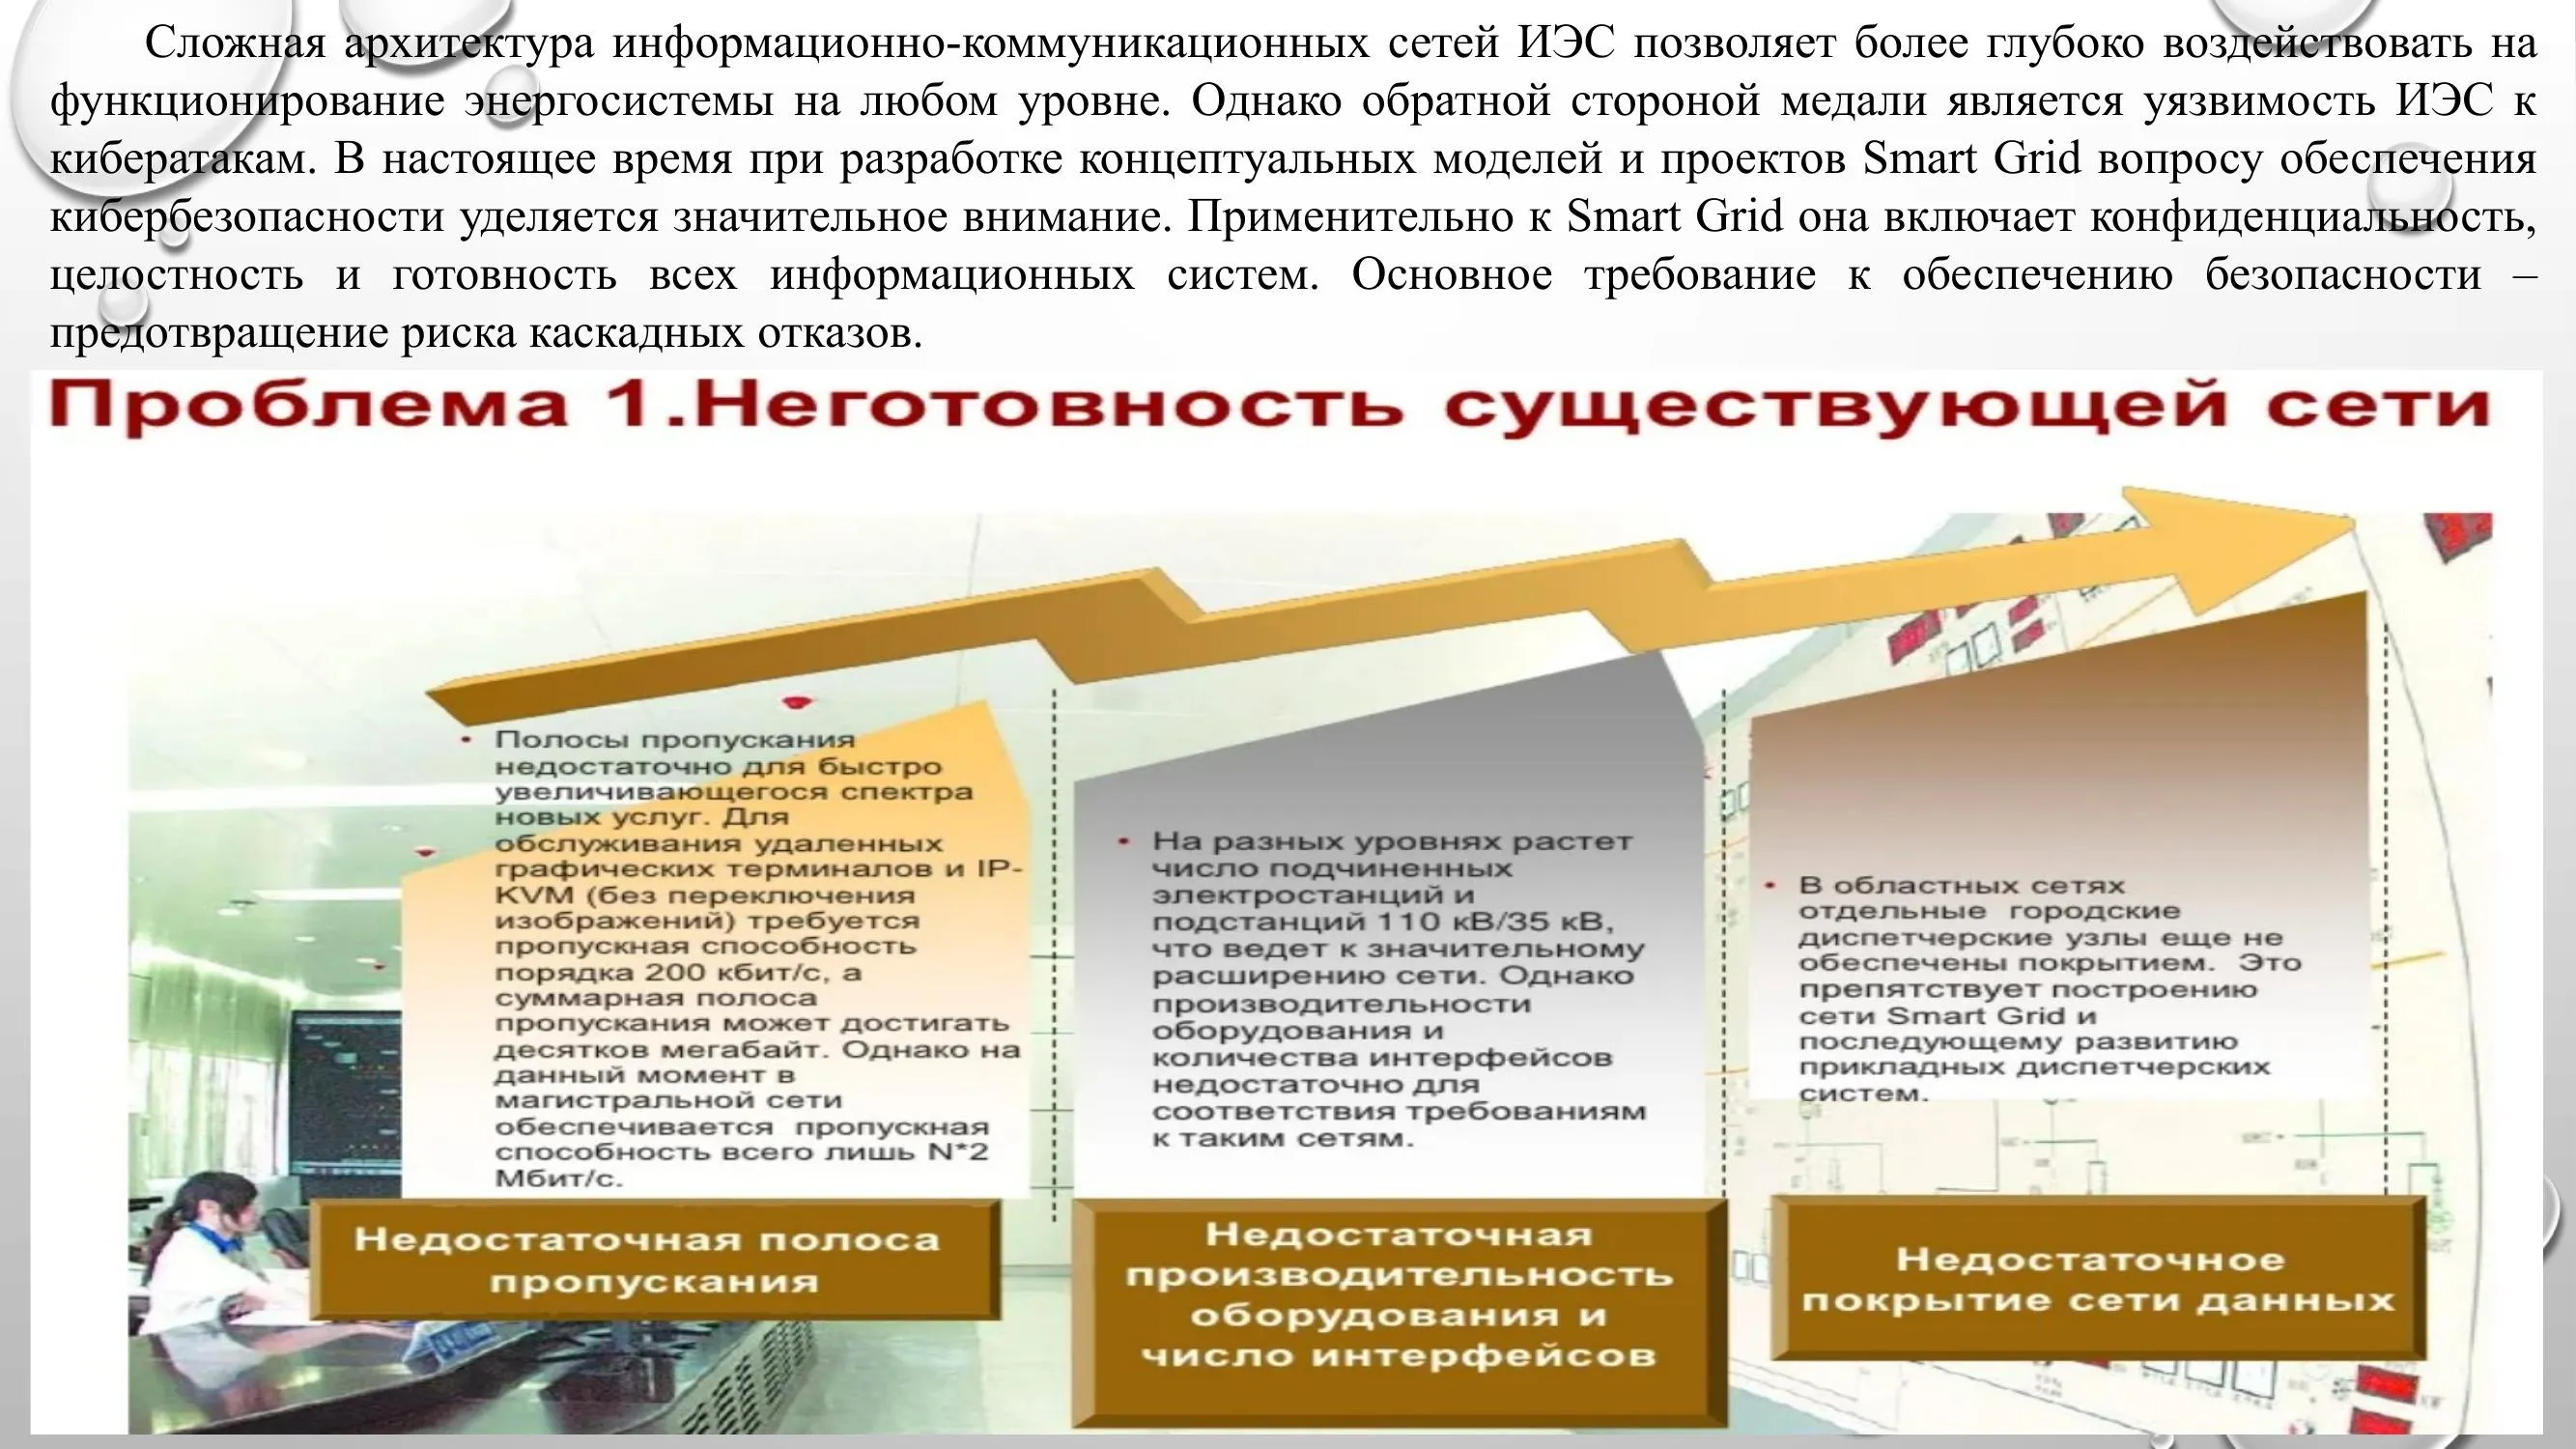 Сложная архитектура информационно-коммуникационных сетей ИЭС позволяет более глубоко воздействовать на
функционирование энергосистемы на любом уровне. Однако обратной стороной медали является уязвимость ИЭС к
кибератакам. В настоящее время при разработке концептуальных моделей и проектов Smart Grid вопросу обеспечения
кибербезопасности уделяется значительное внимание. Применительно к Smart Grid она включает конфиденциальность,
целостность и готовность всех информационных систем. Основное требование к обеспечению безопасности –
предотвращение риска каскадных отказов.
Проблема 1.Неготовность существующей сети
• Полосы пропускания
недостаточно для быстро
увеличивающегося спектра
новых услуг. Для
обслуживания удаленных
графических терминалов и IP-
KVM (без переключения
изображений) требуется
пропускная способность
порядка 200 кбит/с, а
суммарная полоса
пропускания может достигать
десятков мегабайт. Однако на
данный момент в
магистральной сети
обеспечивается пропускная
способность всего лишь N*2
Мбит/с.
Недостаточная полоса
пропускания
• На разных уровнях растет
число подчиненных
электростанций и
подстанций 110 кВ/35 кВ,
что ведет к значительному
расширению сети. Однако
производительности
оборудования и
количества интерфейсов
недостаточно для
соответствия требованиям
к таким сетям.
Недостаточная
производительность
оборудования и
число интерфейсов
• В областных сетях
отдельные городские
диспетчерские узлы еще не
обеспечены покрытием. Это
препятствует построению
сети Smart Grid и
последующему развитию
прикладных диспетчерских
систем.
Недостаточное
покрытие сети данных